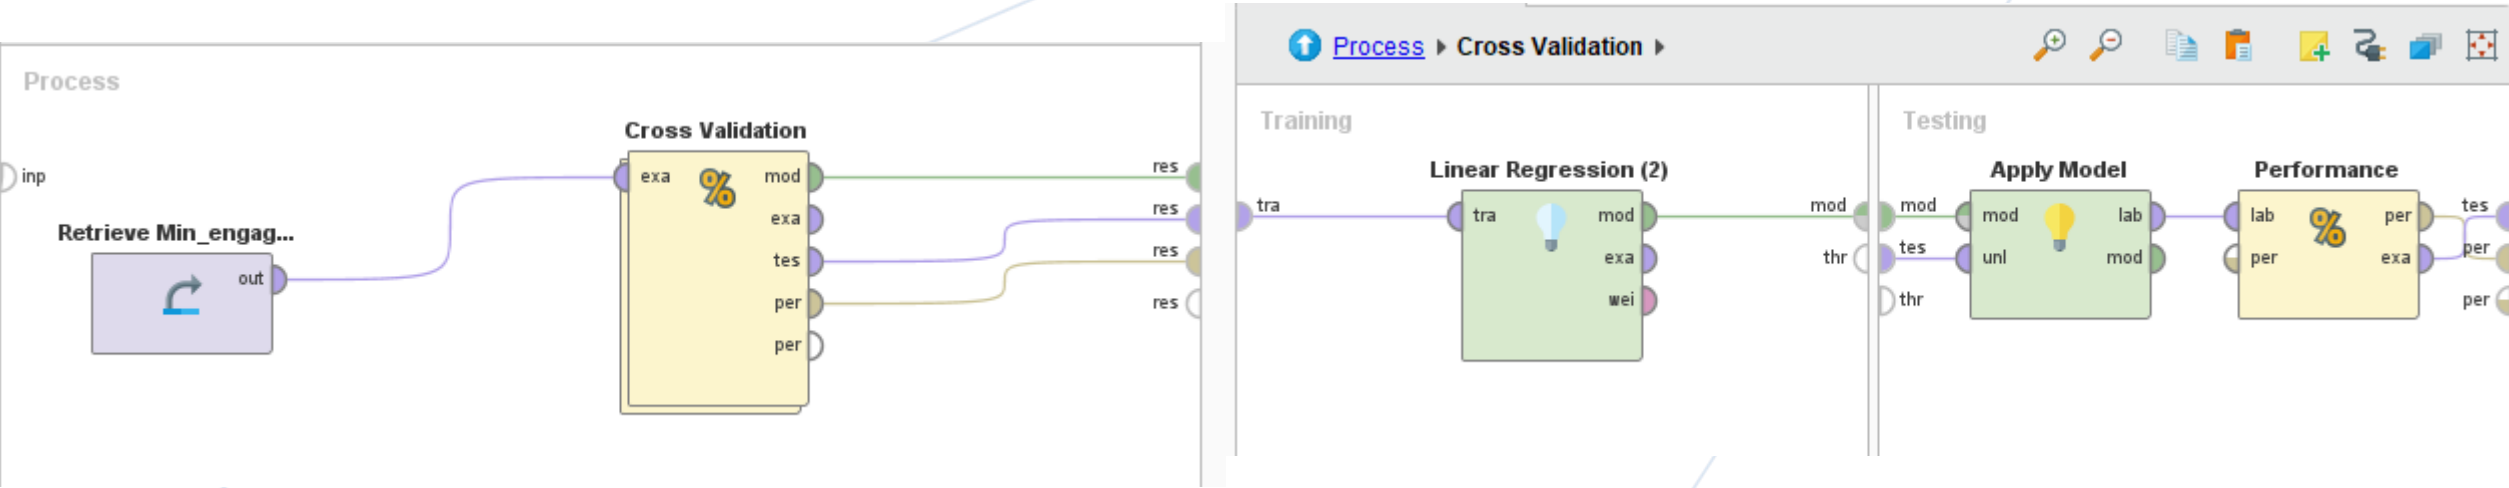 Process
inp
Retrieve Min_engag...
out
Cross Validation
exa
mod
exa
tes
per
per
res
res
res
res
Process Cross Validation
Training
tra
Linear Regression (2)
tra
mod
exa
wei
mod
thr
Testing
mod
tes
thr
Apply Model
mod
unl
lab
mod
Performance
lab
per
per
exa
tes
per
per